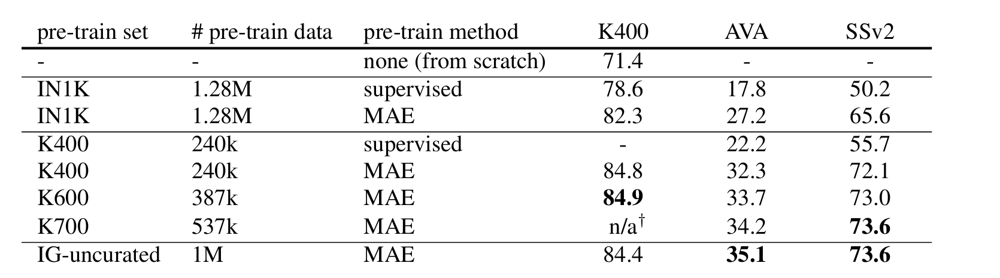 pre-train set # pre-train data pre-train method K400 AVA SSv2
- - none (from scratch) 71.4 - -
IN1K 1.28M supervised 78.6 17.8 50.2
IN1K 1.28M MAE 82.3 27.2 65.6
K400 240k supervised - 22.2 55.7
K400 240k MAE 84.8 32.3 72.1
K600 387k MAE 84.9 33.7 73.0
K700 537k MAE n/a† 34.2 73.6
IG-uncurated 1M MAE 84.4 35.1 73.6